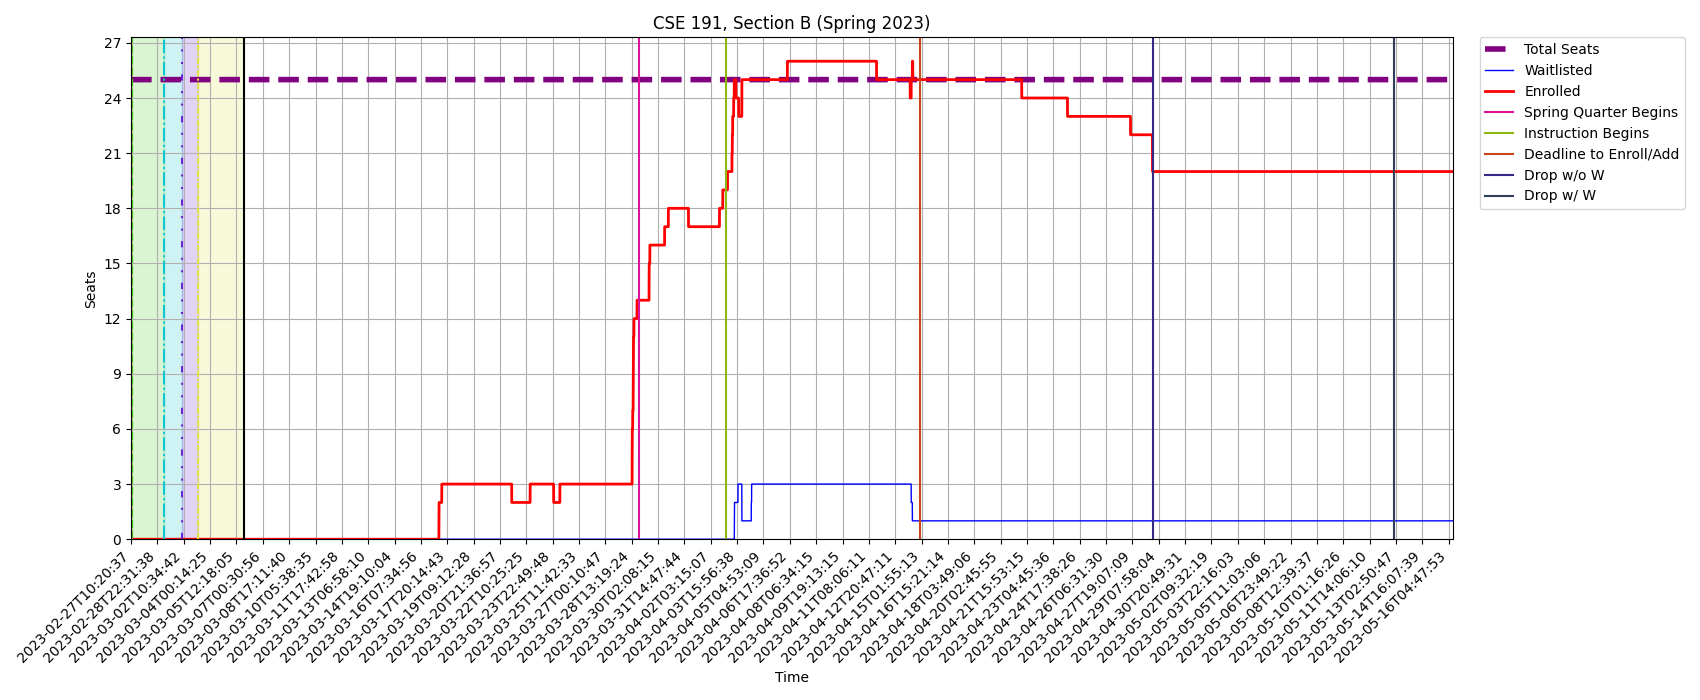 CSE 191, Section B (Spring 2023)
27
24
21
18
15
12
9
6
3
0
Seats
2023-02-27T10:20:37
2023-02-28T22:31:38
2023-03-02T10:34:42
2023-03-04T00:14:25
2023-03-05T12:18:05
2023-03-07T00:30:56
2023-03-08T17:11:40
2023-03-10T05:38:35
2023-03-11T17:42:58
2023-03-13T06:58:10
2023-03-14T19:10:04
2023-03-16T07:34:56
2023-03-17T20:14:43
2023-03-19T09:12:28
2023-03-20T21:36:57
2023-03-22T10:25:25
2023-03-23T22:49:48
2023-03-25T11:42:33
2023-03-27T00:10:47
2023-03-28T13:19:24
2023-03-30T02:08:15
2023-03-31T14:47:44
2023-04-02T03:15:07
2023-04-03T15:56:38
2023-04-05T04:53:09
2023-04-06T17:36:52
2023-04-08T06:34:15
2023-04-09T19:13:15
2023-04-11T08:06:11
2023-04-12T20:47:11
2023-04-15T01:55:13
2023-04-16T15:21:14
2023-04-18T03:49:06
2023-04-20T02:45:55
2023-04-21T15:53:15
2023-04-23T04:45:36
2023-04-24T17:38:26
2023-04-26T06:31:30
2023-04-27T19:07:09
2023-04-29T07:58:04
2023-04-30T20:49:31
2023-05-02T09:32:19
2023-05-03T22:16:03
2023-05-05T11:03:06
2023-05-06T23:49:22
2023-05-08T12:39:37
2023-05-10T01:16:26
2023-05-11T14:06:10
2023-05-13T02:50:47
2023-05-14T16:07:39
2023-05-16T04:47:53
Time
Total Seats
Waitlisted
Enrolled
Spring Quarter Begins
Instruction Begins
Deadline to Enroll/Add
Drop w/o W
Drop w/ W